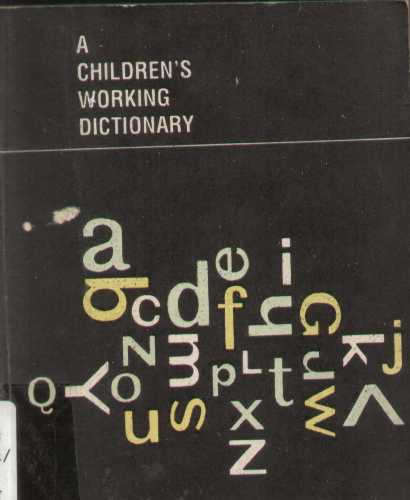 A
CHILDREN'S
WORKING
DICTIONARY
a e i
b c d f h G
z m r k j
Q Y o p L t V
u s x w
N